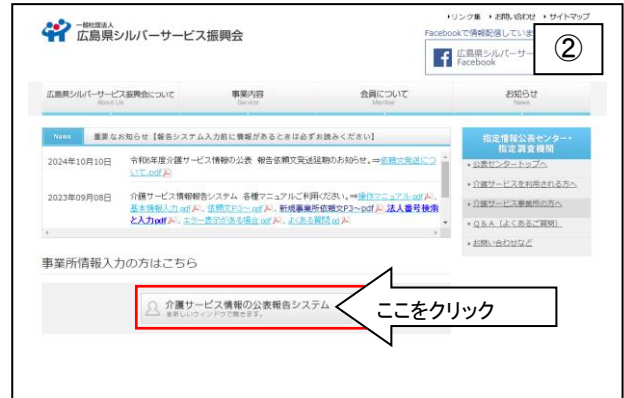 一般社団法人
広島県シルバーサービス振興会
▸リンク集 ▸お問い合わせ ▸サイトマップ
Facebookで情報配信していま
広島県シルバーサー
Facebook
②
広島県シルバーサービス振興会について
About Us
事業内容
Service
会員について
Member
お知らせ
News
News 重要なお知らせ【報告システム入力前に情報があるときは必ずお読みください】
2024年10月10日 令和6年度介護サービス情報の公表 報告依頼文発送延期のお知らせ。⇒依頼文発送につ
いて.pdf
2023年09月08日 介護サービス情報報告システム 各種マニュアルご利用ください。⇒操作マニュアル.pdf、
基本情報入力.pdf、依頼文P3～.pdf、新規事業所依頼文P3～pdf 法人番号検索
と入力pdf、エラー表示がある場合.pdf、よくある質問.pdf
指定情報公表センター・
指定調査機関
▸公表センタートップへ
▸介護サービスを利用される方へ
▸介護サービス事業所の方へ
▸Q&A（よくあるご質問）
▸お問い合わせなど
事業所情報入力の方はこちら
介護サービス情報の公表報告システム
※新しいウィンドウで開きます。
ここをクリック